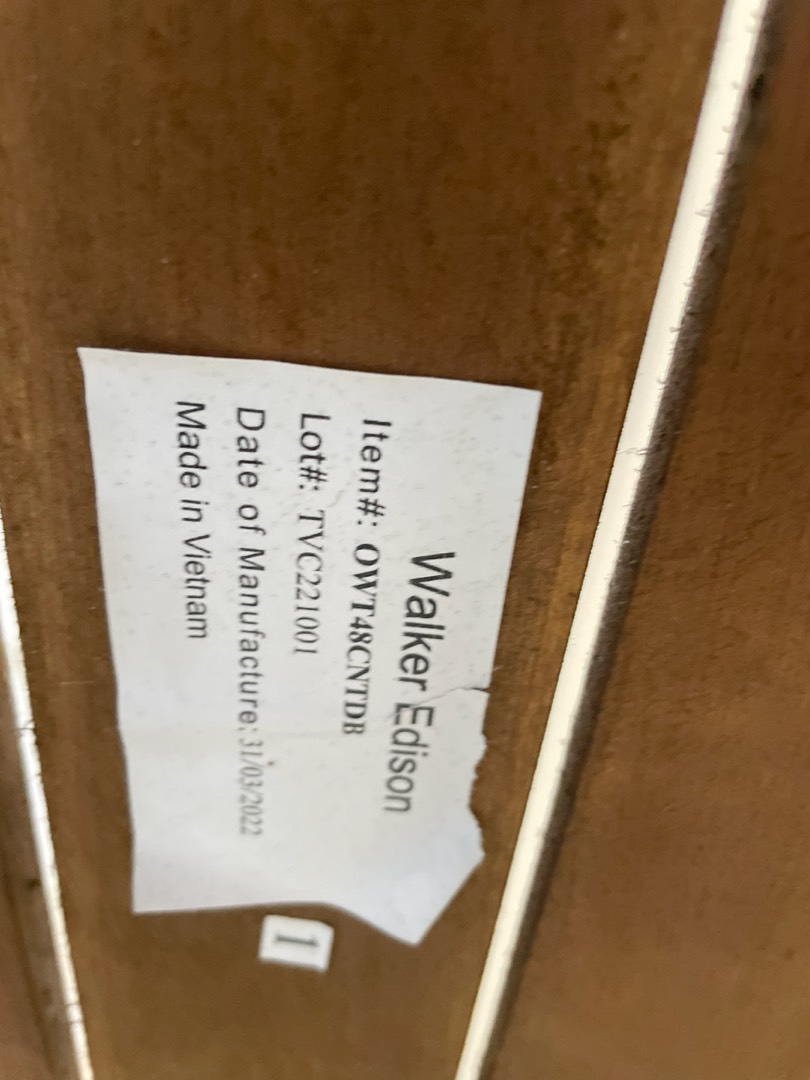 Walker Edison
Item#: OWT48CNTDB
Lot#: TVC221001
Date of Manufacture: 31/03/2022
Made in Vietnam
1